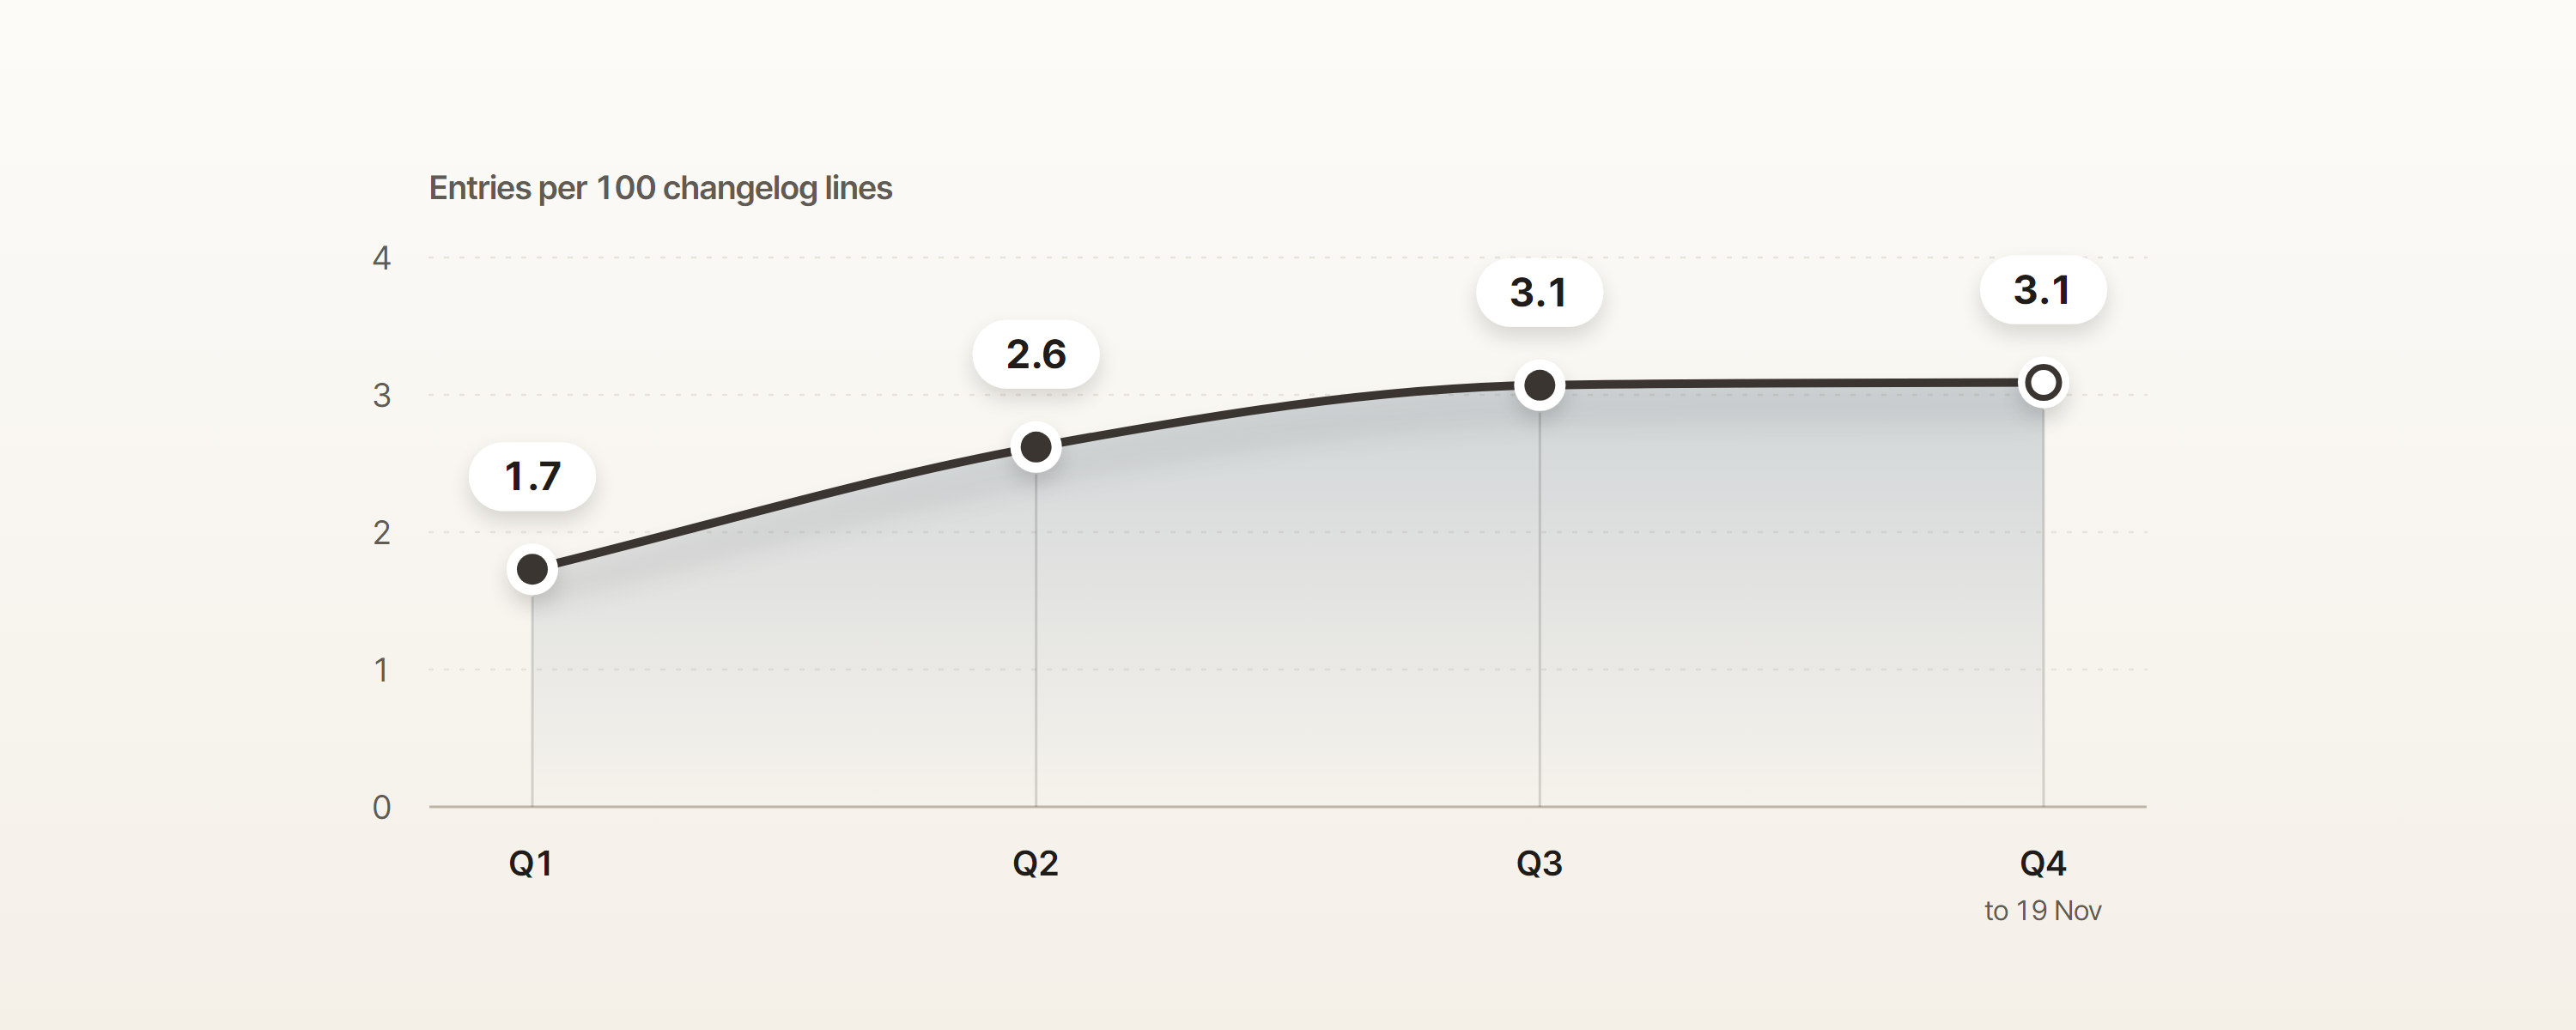 Entries per 100 changelog lines
4
3
2
1
0
1.7
2.6
3.1
3.1
Q1
Q2
Q3
Q4
to 19 Nov